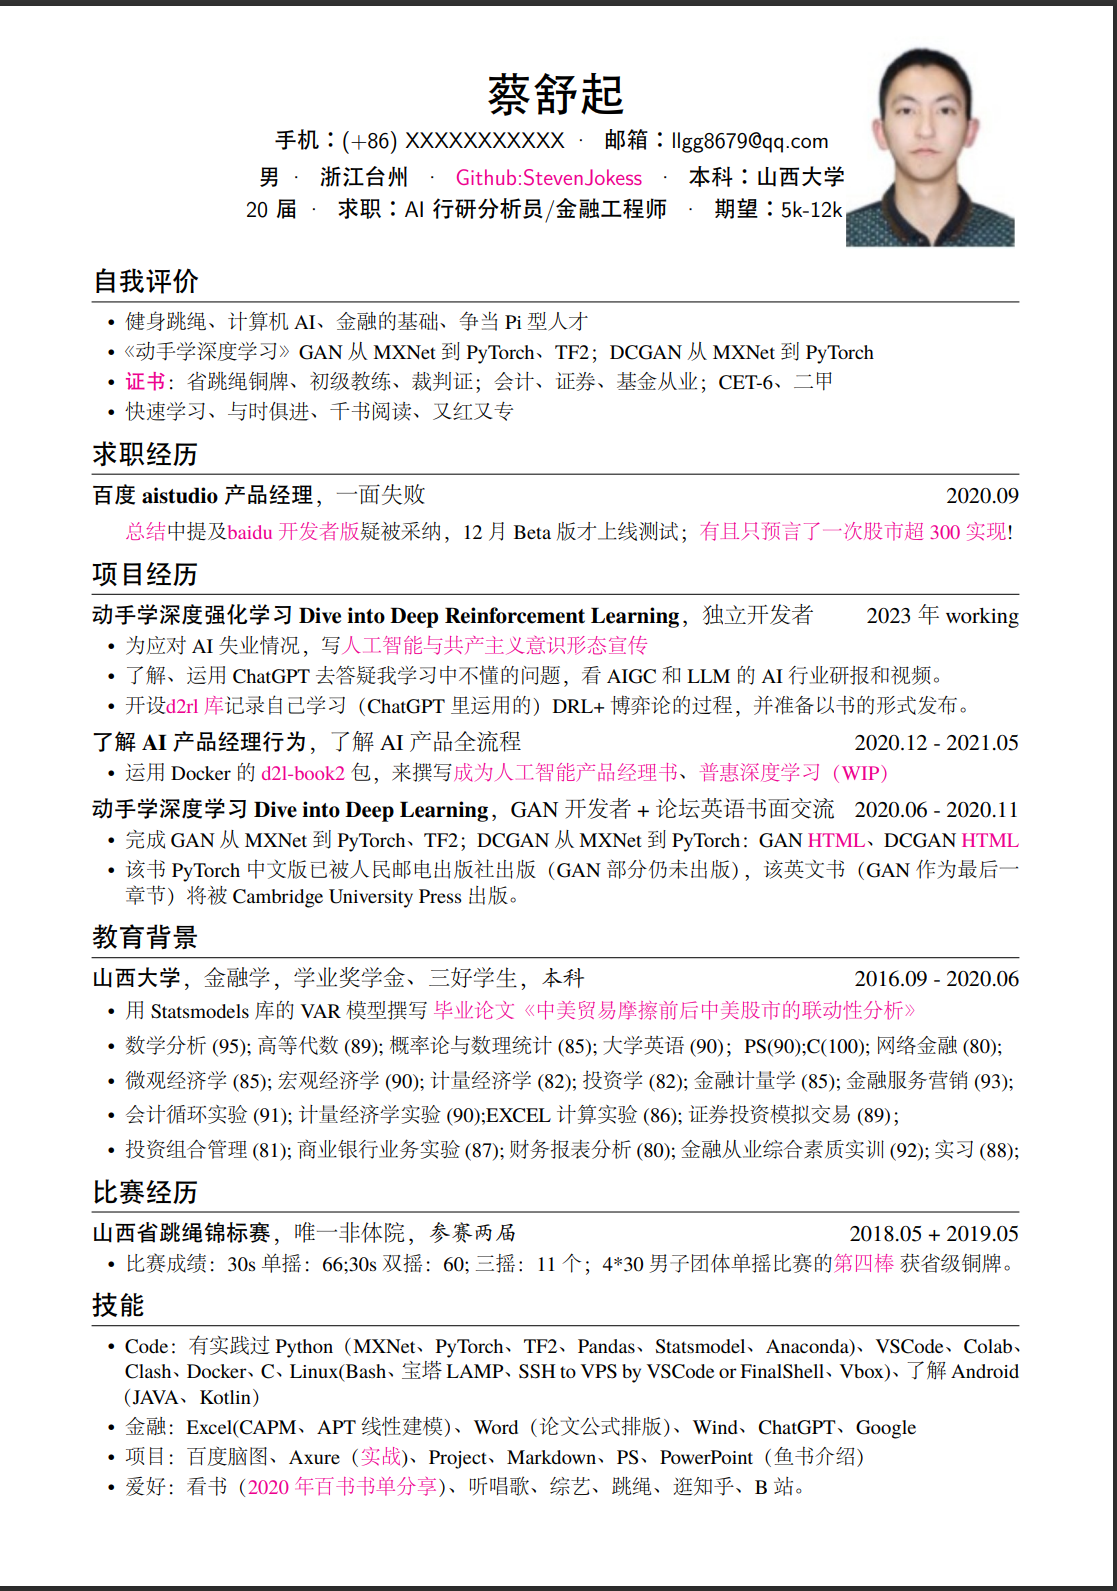 蔡舒起
手机：(+86) XXXXXXXXXXX · 邮箱：llgg8679@qq.com
男 · 浙江台州 · Github:StevenJokess · 本科：山西大学
20 届 · 求职：AI 行研分析员/金融工程师 · 期望：5k-12k
自我评价
• 健身跳绳、计算机 AI、金融的基础、争当 Pi 型人才
• 《动手学深度学习》GAN 从 MXNet 到 PyTorch、TF2；DCGAN 从 MXNet 到 PyTorch
• 证书：省跳绳铜牌、初级教练、裁判证；会计、证券、基金从业；CET-6、二甲
• 快速学习、与时俱进、千书阅读、又红又专
求职经历
百度 aistudio 产品经理，一面失败 2020.09
总结中提及baidu 开发者版疑被采纳，12 月 Beta 版才上线测试；有且只预言了一次股市超 300 实现!
项目经历
动手学深度强化学习 Dive into Deep Reinforcement Learning，独立开发者 2023 年 working
• 为应对 AI 失业情况，写人工智能与共产主义意识形态宣传
• 了解、运用 ChatGPT 去答疑我学习中不懂的问题，看 AIGC 和 LLM 的 AI 行业研报和视频。
• 开设d2rl 库记录自己学习（ChatGPT 里运用的）DRL+ 博弈论的过程，并准备以书的形式发布。
了解 AI 产品经理行为，了解 AI 产品全流程 2020.12 - 2021.05
• 运用 Docker 的 d2l-book2 包，来撰写成为人工智能产品经理书、普惠深度学习（WIP）
动手学深度学习 Dive into Deep Learning，GAN 开发者 + 论坛英语书面交流 2020.06 - 2020.11
• 完成 GAN 从 MXNet 到 PyTorch、TF2；DCGAN 从 MXNet 到 PyTorch：GAN HTML、DCGAN HTML
• 该书 PyTorch 中文版已被人民邮电出版社出版（GAN 部分仍未出版），该英文书（GAN 作为最后一
章节）将被 Cambridge University Press 出版。
教育背景
山西大学，金融学，学业奖学金、三好学生，本科 2016.09 - 2020.06
• 用 Statsmodels 库的 VAR 模型撰写 毕业论文《中美贸易摩擦前后中美股市的联动性分析》
• 数学分析 (95); 高等代数 (89); 概率论与数理统计 (85); 大学英语 (90)；PS(90);C(100); 网络金融 (80);
• 微观经济学 (85); 宏观经济学 (90); 计量经济学 (82); 投资学 (82); 金融计量学 (85); 金融服务营销 (93);
• 会计循环实验 (91); 计量经济学实验 (90);EXCEL 计算实验 (86); 证券投资模拟交易 (89);
• 投资组合管理 (81); 商业银行业务实验 (87); 财务报表分析 (80); 金融从业综合素质实训 (92); 实习 (88);
比赛经历
山西省跳绳锦标赛，唯一非体院，参赛两届 2018.05 + 2019.05
• 比赛成绩：30s 单摇：66;30s 双摇：60; 三摇：11 个；4*30 男子团体单摇比赛的第四棒 获省级铜牌。
技能
• Code：有实践过 Python（MXNet、PyTorch、TF2、Pandas、Statsmodel、Anaconda)、VSCode、Colab、
Clash、Docker、C、Linux(Bash、宝塔 LAMP、SSH to VPS by VSCode or FinalShell、Vbox)、了解 Android
（JAVA、Kotlin）
• 金融：Excel(CAPM、APT 线性建模)、Word（论文公式排版）、Wind、ChatGPT、Google
• 项目：百度脑图、Axure（实战)、Project、Markdown、PS、PowerPoint（鱼书介绍）
• 爱好：看书（2020 年百书书单分享)、听唱歌、综艺、跳绳、逛知乎、B 站。